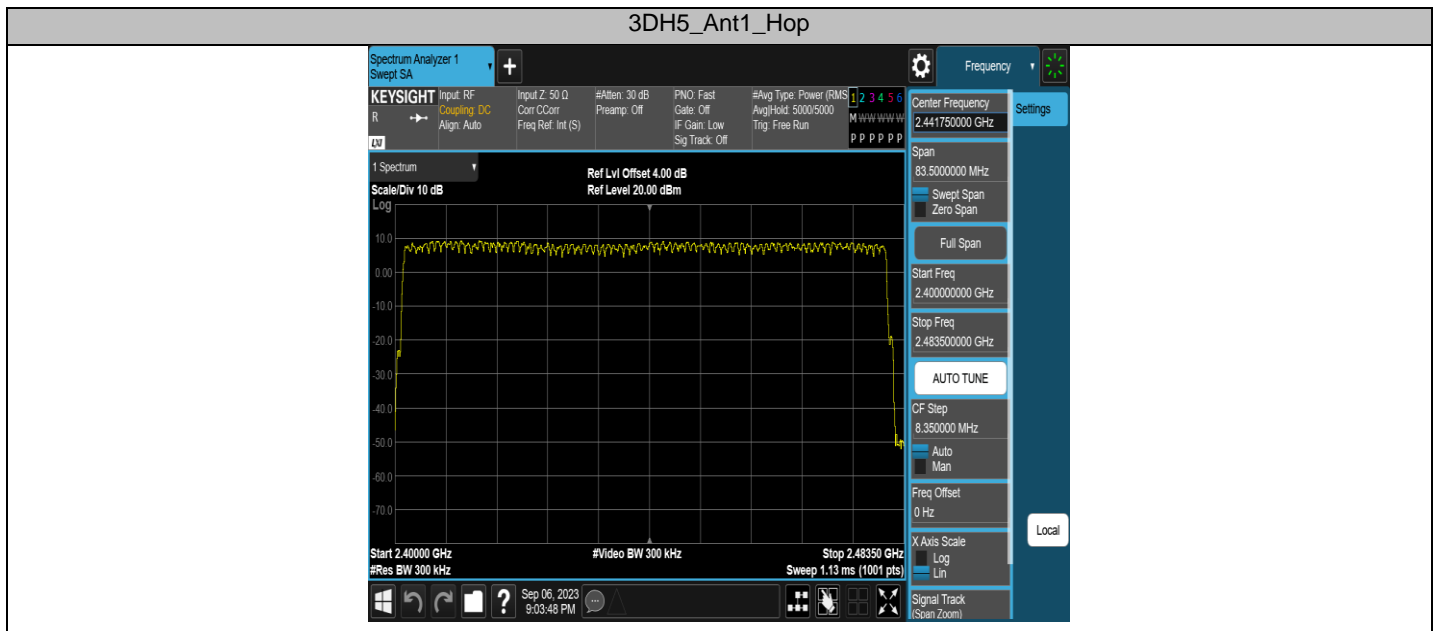 3DH5_Ant1_Hop
Spectrum Analyzer 1
Swept SA
+
Frequency
KEYSIGHT
R
LXI
Input: RF
Coupling: DC
Align: Auto
Input Z: 50 Ω
Corr CCorr
Freq Ref: Int (S)
#Atten: 30 dB
Preamp: Off
PNO: Fast
Gate: Off
IF Gain: Low
Sig Track: Off
#Avg Type: Power (RMS
Avg|Hold: 5000/5000
Trig: Free Run
1 2 3 4 5 6
M W W W W W
P P P P P P
1 Spectrum
Scale/Div 10 dB
Ref Lvl Offset 4.00 dB
Ref Level 20.00 dBm
Log
10.0
0.00
-10.0
-20.0
-30.0
-40.0
-50.0
-60.0
-70.0
Start 2.40000 GHz
#Res BW 300 kHz
#Video BW 300 kHz
Stop 2.48350 GHz
Sweep 1.13 ms (1001 pts)
Center Frequency
2.441750000 GHz
Settings
Span
83.5000000 MHz
Swept Span
Zero Span
Full Span
Start Freq
2.400000000 GHz
Stop Freq
2.483500000 GHz
AUTO TUNE
CF Step
8.350000 MHz
Auto
Man
Freq Offset
0 Hz
X Axis Scale
Log
Lin
Local
Signal Track
(Span Zoom)
?
Sep 06, 2023
9:03:48 PM